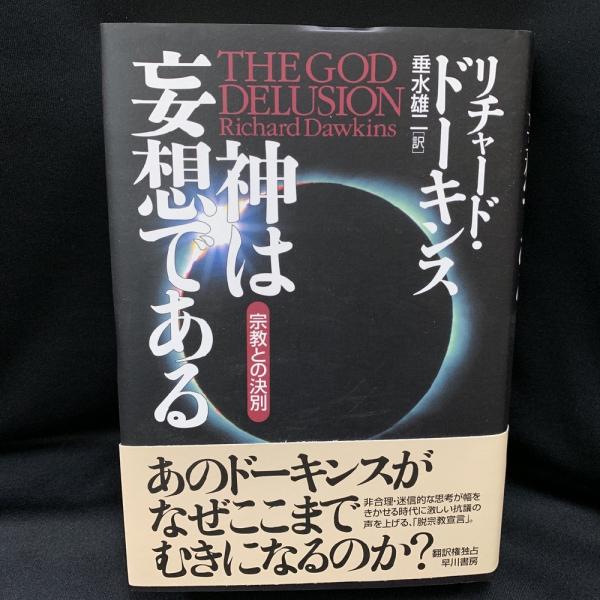 THE GOD
DELUSION
Richard Dawkins
リチャード・
ドーキンス
垂水雄二[訳]
神は
妄想である
宗教との決別
あのドーキンスが
なぜここまで
むきになるのか?
非合理・迷信的な思考が幅を
きかせる時代に激しい抗議の
声を上げる、「脱宗教宣言」。
翻訳権独占
早川書房